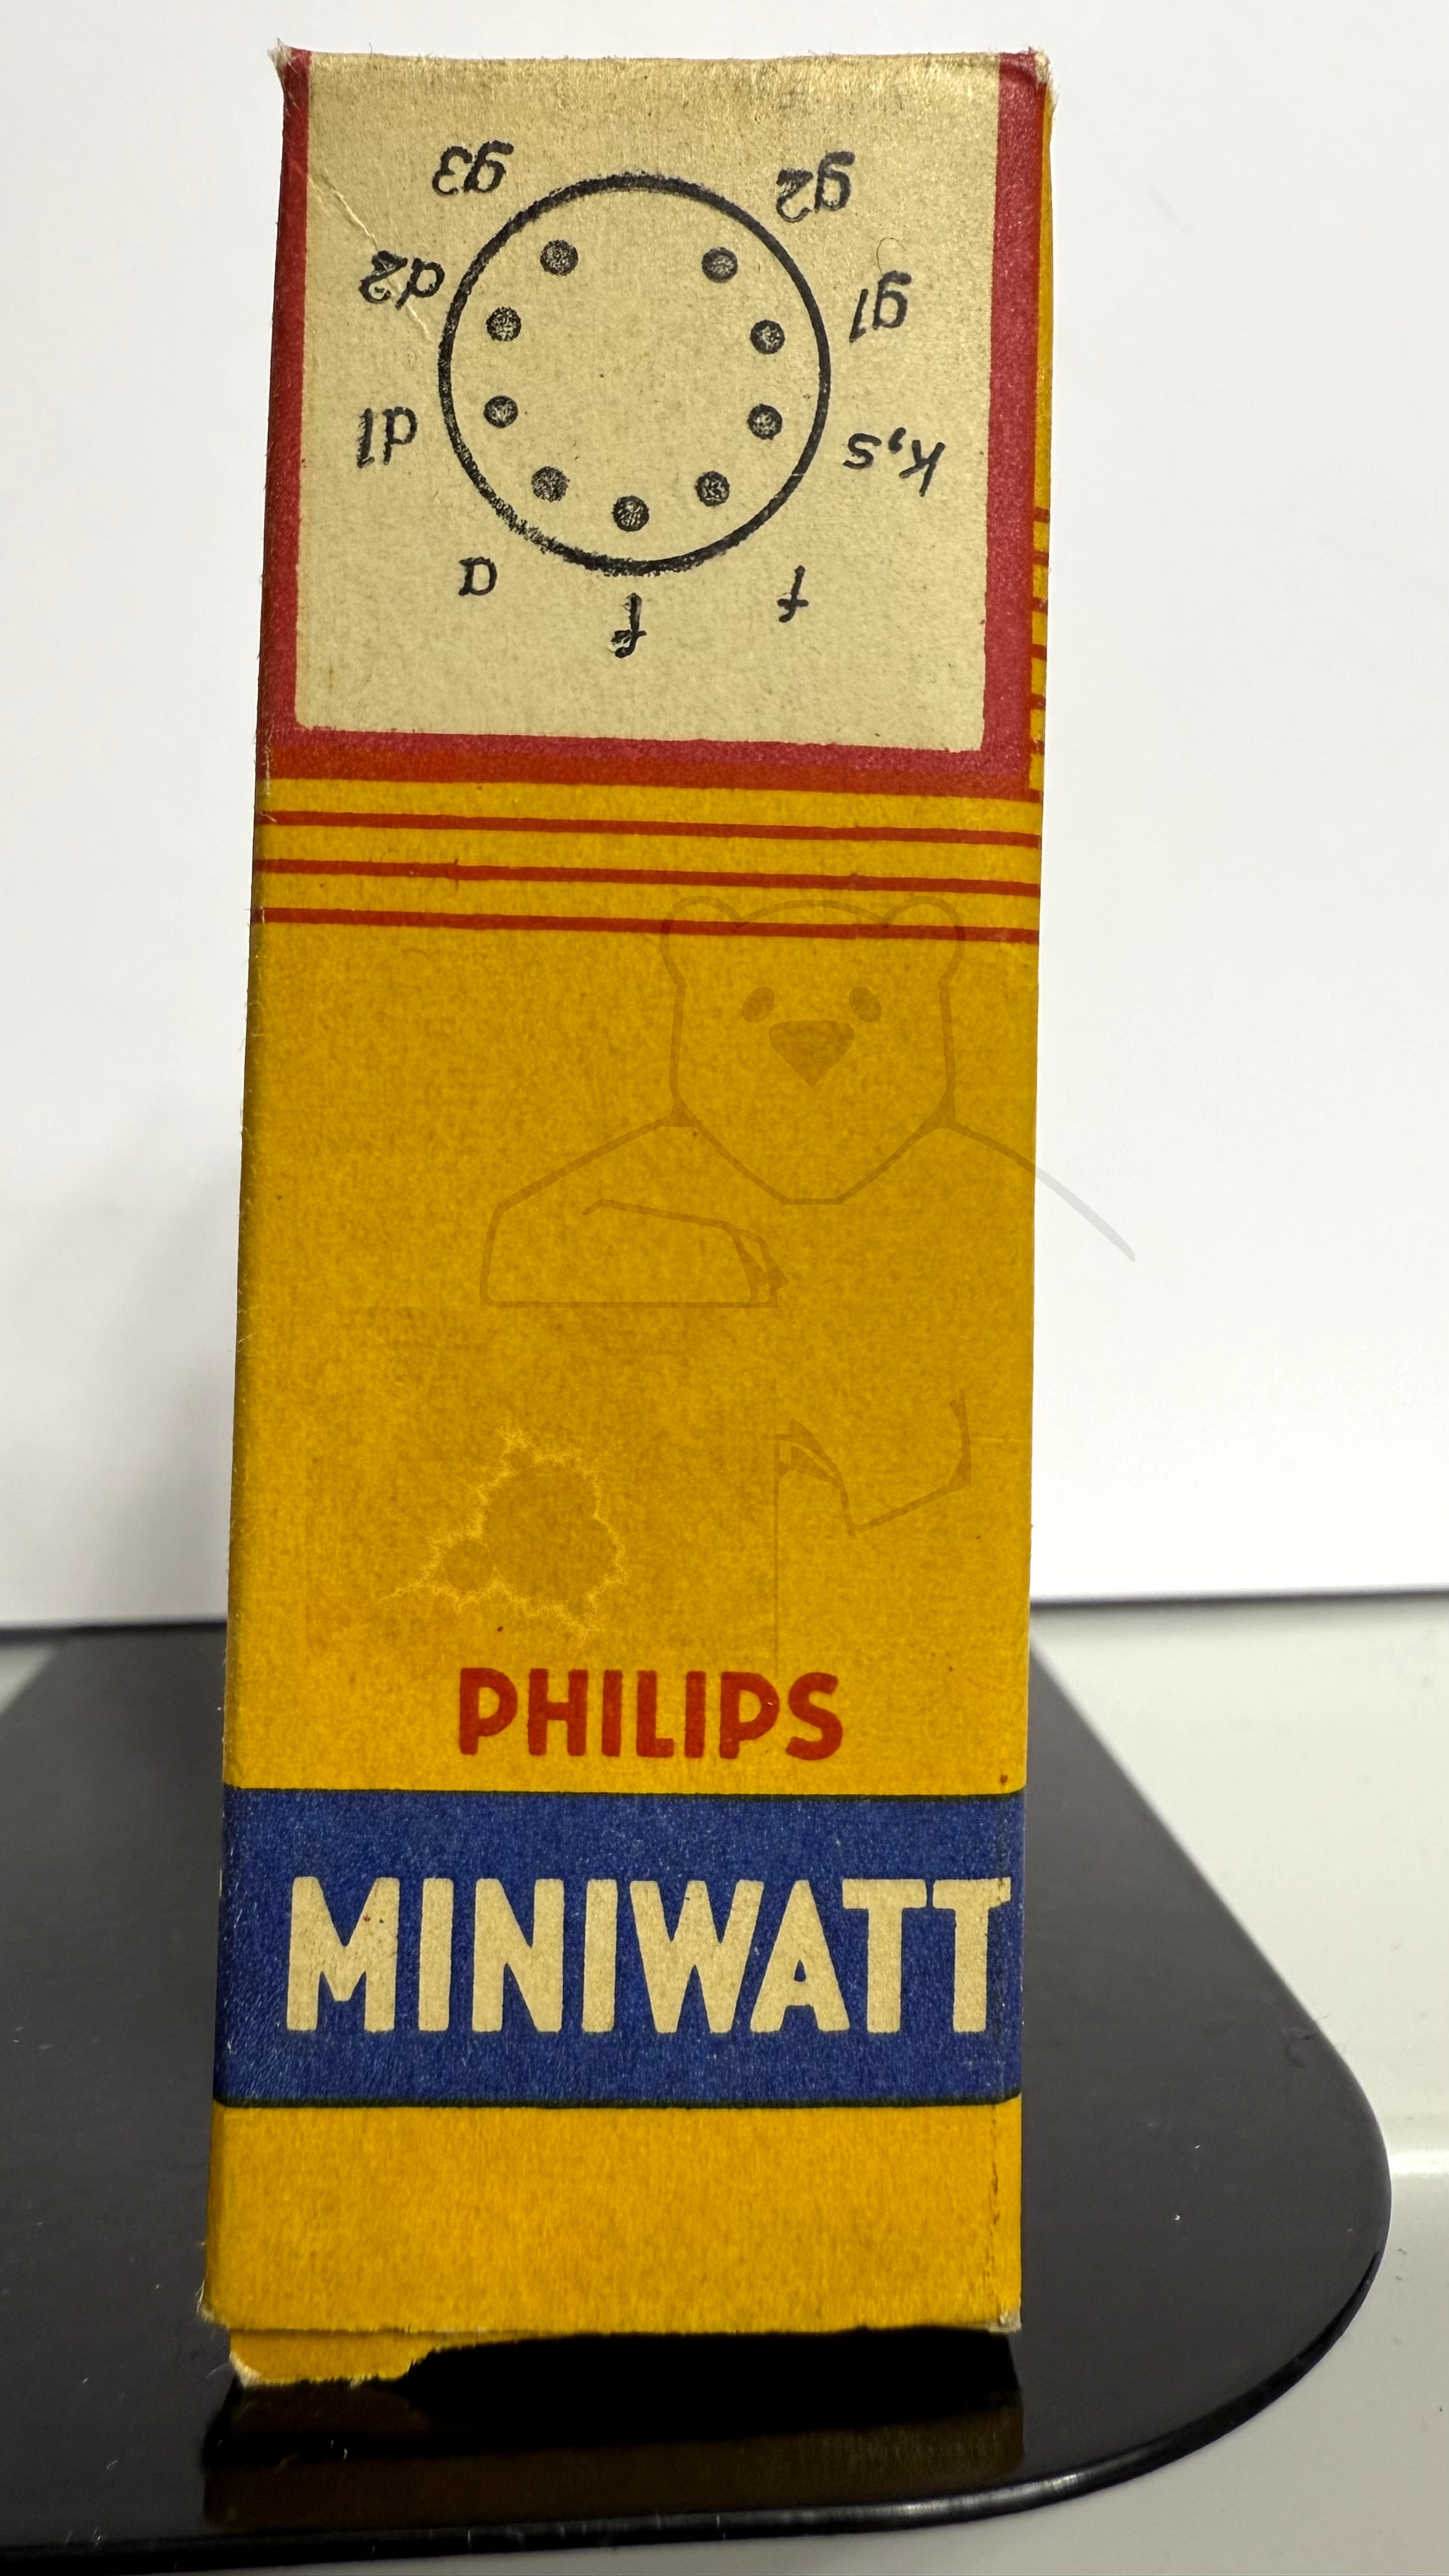 g3
g2
d2
g1
d1
k,s
a
f
f
PHILIPS
MINIWATT